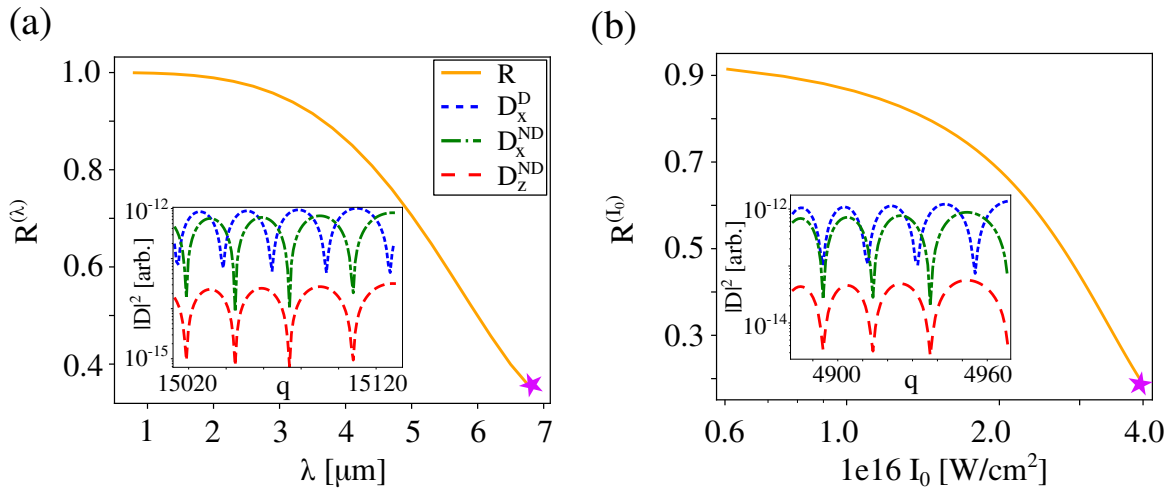 (a)
R^(λ)
1.0
0.8
0.6
0.4
R
D_x^D
D_x^ND
D_z^ND
|D|^2 [arb.]
10^-12
10^-15
15020
q
15120
1
2
3
4
5
6
7
λ [μm]
(b)
R^(I_0)
0.9
0.7
0.5
0.3
|D|^2 [arb.]
10^-12
10^-14
4900
q
4960
0.6
1.0
2.0
4.0
1e16 I_0 [W/cm^2]